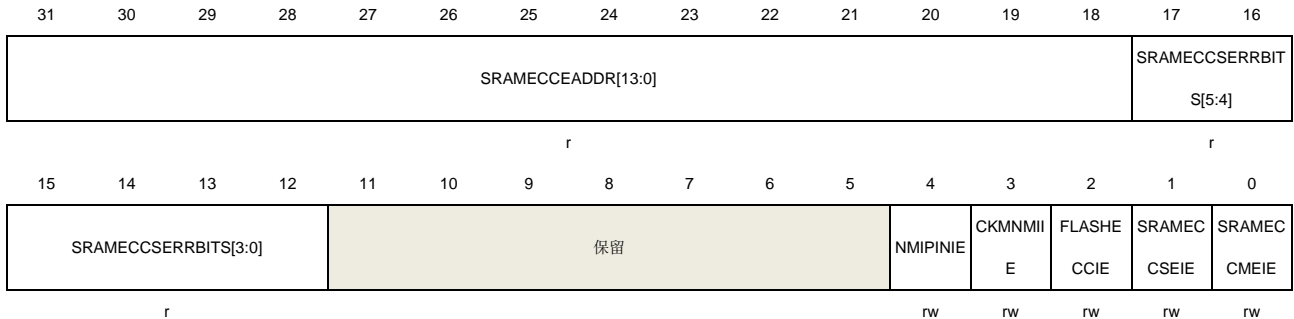 31 30 29 28 27 26 25 24 23 22 21 20 19 18 17 16
SRAMECCEADDR[13:0] SRAMECCSERRBIT
S[5:4]
r r
15 14 13 12 11 10 9 8 7 6 5 4 3 2 1 0
SRAMECCSERRBITS[3:0] 保留 NMIPINIE CKMNMII FLASHE SRAMEC SRAMEC
E CCIE CSEIE CMEIE
r rw rw rw rw rw